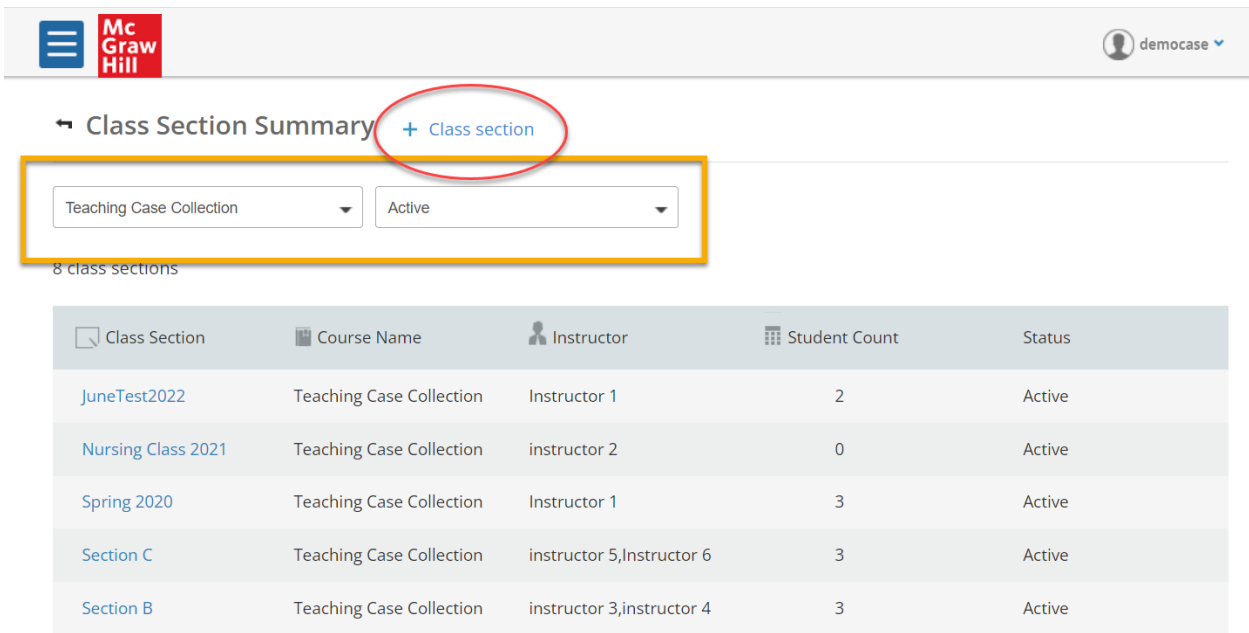 Mc
Graw
Hill
democase
Class Section Summary + Class section
Teaching Case Collection Active
8 class sections
Class Section Course Name Instructor Student Count Status
JuneTest2022 Teaching Case Collection Instructor 1 2 Active
Nursing Class 2021 Teaching Case Collection instructor 2 0 Active
Spring 2020 Teaching Case Collection Instructor 1 3 Active
Section C Teaching Case Collection instructor 5,Instructor 6 3 Active
Section B Teaching Case Collection instructor 3,instructor 4 3 Active